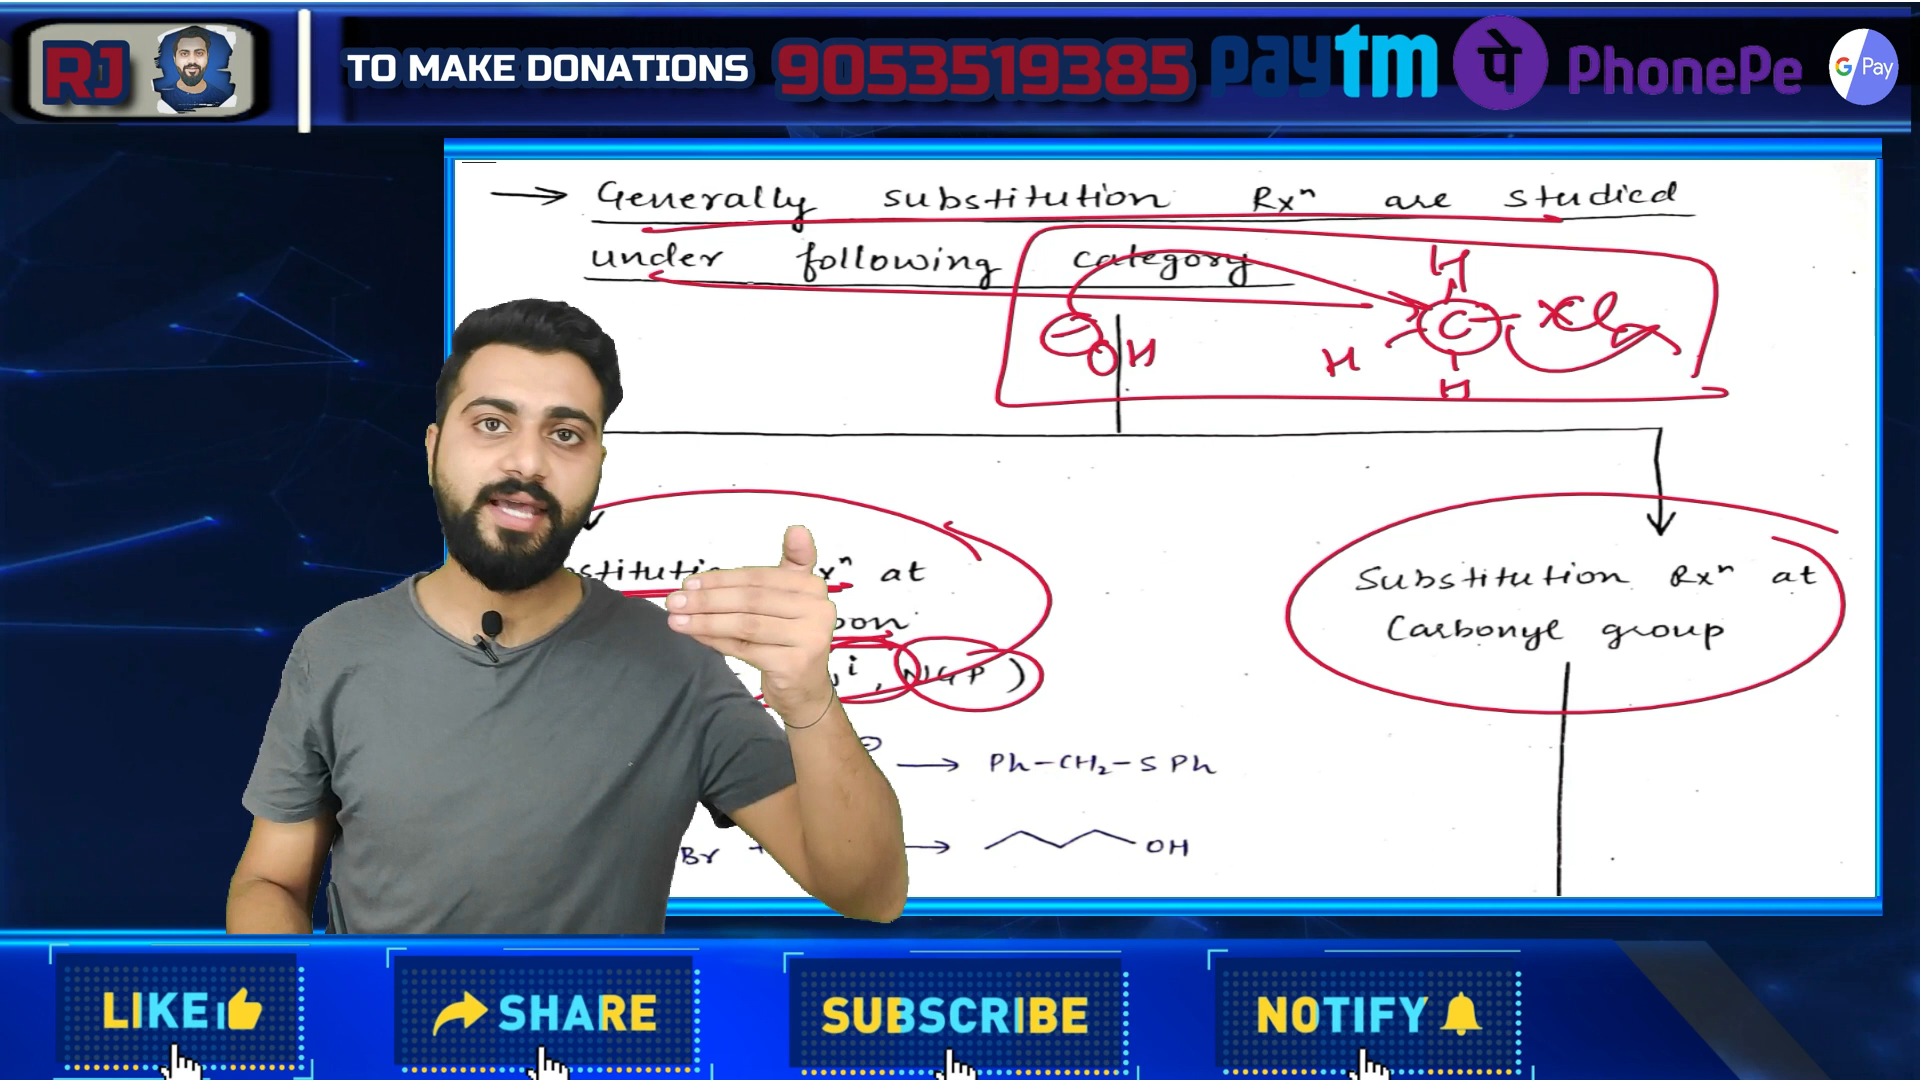 RJ
TO MAKE DONATIONS 9053519385 paytm पे PhonePe G Pay
→ Generally substitution Rxⁿ are studied
under following category
H
⊖ OH H C Cl
H
at
Substitution Rxⁿ at
Carbonyl group
, NGP )
→ Ph-CH₂-S Ph
Br + → OH
LIKE SHARE SUBSCRIBE NOTIFY